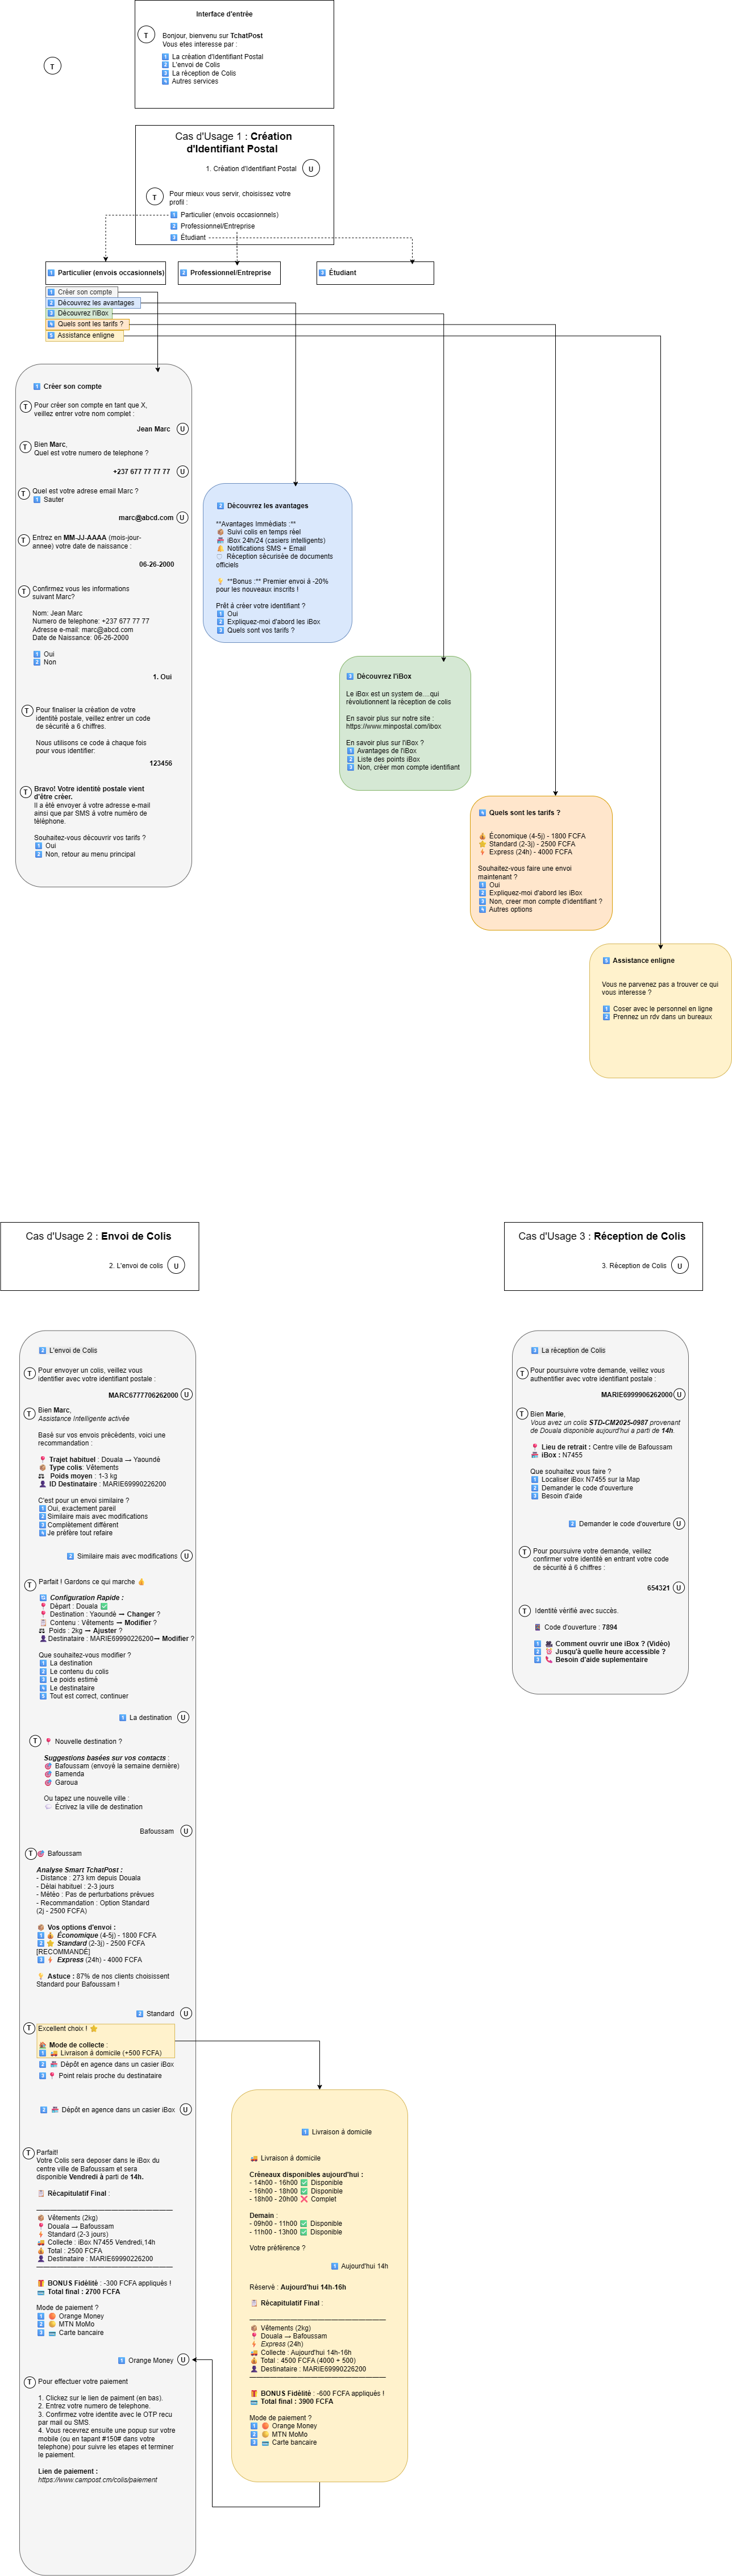 Interface d'entrée
T
Bonjour, bienvenu sur TchatPost
Vous etes interesse par :
1 La création d'Identifiant Postal
2 L'envoi de Colis
3 La réception de Colis
4 Autres services
T
Cas d'Usage 1 : Création
d'Identifiant Postal
1. Création d'Identifiant Postal
U
T
Pour mieux vous servir, choisissez votre
profil :
1 Particulier (envois occasionnels)
2 Professionnel/Entreprise
3 Étudiant
1 Particulier (envois occasionnels)
2 Professionnel/Entreprise
3 Étudiant
1 Créer son compte
2 Découvrez les avantages
3 Découvrez l'iBox
4 Quels sont les tarifs ?
5 Assistance enligne
1 Créer son compte
T
Pour créer son compte en tant que X,
veillez entrer votre nom complet :
Jean Marc
U
T
Bien Marc,
Quel est votre numero de telephone ?
+237 677 77 77 77
U
T
Quel est votre adrese email Marc ?
1 Sauter
marc@abcd.com
U
T
Entrez en MM-JJ-AAAA (mois-jour-
annee) votre date de naissance :
06-26-2000
T
Confirmez vous les informations
suivant Marc?
Nom: Jean Marc
Numero de telephone: +237 677 77 77
Adresse e-mail: marc@abcd.com
Date de Naissance: 06-26-2000
1 Oui
2 Non
1. Oui
T
Pour finaliser la création de votre
identité postale, veillez entrer un code
de sécurité a 6 chiffres.
Nous utilisons ce code à chaque fois
pour vous identifier:
123456
T
Bravo! Votre identité postale vient
d'être créer.
Il a été envoyer à votre adresse e-mail
ainsi que par SMS à votre numéro de
téléphone.
Souhaitez-vous découvrir vos tarifs ?
1 Oui
2 Non, retour au menu principal
2 Découvrez les avantages
**Avantages Immédiats :**
Suivi colis en temps réel
iBox 24h/24 (casiers intelligents)
Notifications SMS + Email
Réception sécurisée de documents
officiels
**Bonus :** Premier envoi à -20%
pour les nouveaux inscrits !
Prêt à créer votre identifiant ?
1 Oui
2 Expliquez-moi d'abord les iBox
3 Quels sont vos tarifs ?
3 Découvrez l'iBox
Le iBox est un system de....qui
révolutionnent la réception de colis
En savoir plus sur notre site :
https://www.minpostal.com/ibox
En savoir plus sur l'iBox ?
1 Avantages de l'iBox
2 Liste des points iBox
3 Non, créer mon compte identifiant
4 Quels sont les tarifs ?
Économique (4-5j) - 1800 FCFA
Standard (2-3j) - 2500 FCFA
Express (24h) - 4000 FCFA
Souhaitez-vous faire une envoi
maintenant ?
1 Oui
2 Expliquez-moi d'abord les iBox
3 Non, creer mon compte d'identifiant ?
4 Autres options
5 Assistance enligne
Vous ne parvenez pas a trouver ce qui
vous interesse ?
1 Coser avec le personnel en ligne
2 Prennez un rdv dans un bureaux
Cas d'Usage 2 : Envoi de Colis
2. L'envoi de colis
U
2 L'envoi de Colis
T
Pour envoyer un colis, veillez vous
identifier avec votre identifiant postale :
MARC6777706262000
U
T
Bien Marc,
Assistance Intelligente activée
Basé sur vos envois précédents, voici une
recommandation :
Trajet habituel : Douala → Yaoundé
Type colis: Vêtements
Poids moyen : 1-3 kg
ID Destinataire : MARIE69990226200
C'est pour un envoi similaire ?
1 Oui, exactement pareil
2 Similaire mais avec modifications
3 Complètement différent
4 Je préfère tout refaire
2 Similaire mais avec modifications
U
T
Parfait ! Gardons ce qui marche
Configuration Rapide :
Départ : Douala
Destination : Yaoundé → Changer ?
Contenu : Vêtements → Modifier ?
Poids : 2kg → Ajuster ?
Destinataire : MARIE69990226200→ Modifier ?
Que souhaitez-vous modifier ?
1 La destination
2 Le contenu du colis
3 Le poids estimé
4 Le destinataire
5 Tout est correct, continuer
1 La destination
U
T
Nouvelle destination ?
Suggestions basées sur vos contacts :
Bafoussam (envoyé la semaine dernière)
Bamenda
Garoua
Ou tapez une nouvelle ville :
Écrivez la ville de destination
Bafoussam
U
T
Bafoussam
Analyse Smart TchatPost :
- Distance : 273 km depuis Douala
- Délai habituel : 2-3 jours
- Météo : Pas de perturbations prévues
- Recommandation : Option Standard
(2j - 2500 FCFA)
Vos options d'envoi :
1 Économique (4-5j) - 1800 FCFA
2 Standard (2-3j) - 2500 FCFA
[RECOMMANDÉ]
3 Express (24h) - 4000 FCFA
Astuce : 87% de nos clients choisissent
Standard pour Bafoussam !
2 Standard
U
T
Excellent choix !
Mode de collecte :
1 Livraison à domicile (+500 FCFA)
2 Dépôt en agence dans un casier iBox
3 Point relais proche du destinataire
2 Dépôt en agence dans un casier iBox
U
T
Parfait!
Votre Colis sera deposer dans le iBox du
centre ville de Bafoussam et sera
disponible Vendredi à parti de 14h.
Récapitulatif Final :
Vêtements (2kg)
Douala → Bafoussam
Standard (2-3 jours)
Collecte : iBox N7455 Vendredi,14h
Total : 2500 FCFA
Destinataire : MARIE69990226200
BONUS Fidélité : -300 FCFA appliqués !
Total final : 2700 FCFA
Mode de paiement ?
1 Orange Money
2 MTN MoMo
3 Carte bancaire
1 Orange Money
U
T
Pour effectuer votre paiement
1. Clickez sur le lien de paiment (en bas).
2. Entrez votre numero de telephone.
3. Confirmez votre identite avec le OTP recu
par mail ou SMS.
4. Vous recevrez ensuite une popup sur votre
mobile (ou en tapant #150# dans votre
telephone) pour suivre les etapes et terminer
le paiement.
Lien de paiement :
https://www.campost.cm/colis/paiement
1 Livraison à domicile
Livraison à domicile
Créneaux disponibles aujourd'hui :
- 14h00 - 16h00 Disponible
- 16h00 - 18h00 Disponible
- 18h00 - 20h00 Complet
Demain :
- 09h00 - 11h00 Disponible
- 11h00 - 13h00 Disponible
Votre préférence ?
1 Aujourd'hui 14h
Réservé : Aujourd'hui 14h-16h
Récapitulatif Final :
Vêtements (2kg)
Douala → Bafoussam
Express (24h)
Collecte : Aujourd'hui 14h-16h
Total : 4500 FCFA (4000 + 500)
Destinataire : MARIE69990226200
BONUS Fidélité : -600 FCFA appliqués !
Total final : 3900 FCFA
Mode de paiement ?
1 Orange Money
2 MTN MoMo
3 Carte bancaire
Cas d'Usage 3 : Réception de Colis
3. Réception de Colis
U
3 La réception de Colis
T
Pour poursuivre votre demande, veillez vous
authentifier avec votre identifiant postale :
MARIE6999906262000
U
T
Bien Marie,
Vous avez un colis STD-CM2025-0987 provenant
de Douala disponible aujourd'hui a parti de 14h.
Lieu de retrait : Centre ville de Bafoussam
iBox : N7455
Que souhaitez vous faire ?
1 Localiser iBox N7455 sur la Map
2 Demander le code d'ouverture
3 Besoin d'aide
2 Demander le code d'ouverture
U
T
Pour poursuivre votre demande, veillez
confirmer votre identité en entrant votre code
de sécurité à 6 chiffres :
654321
U
T
Identité vérifié avec succès.
Code d'ouverture : 7894
1 Comment ouvrir une iBox ? (Vidéo)
2 Jusqu'à quelle heure accessible ?
3 Besoin d'aide suplementaire